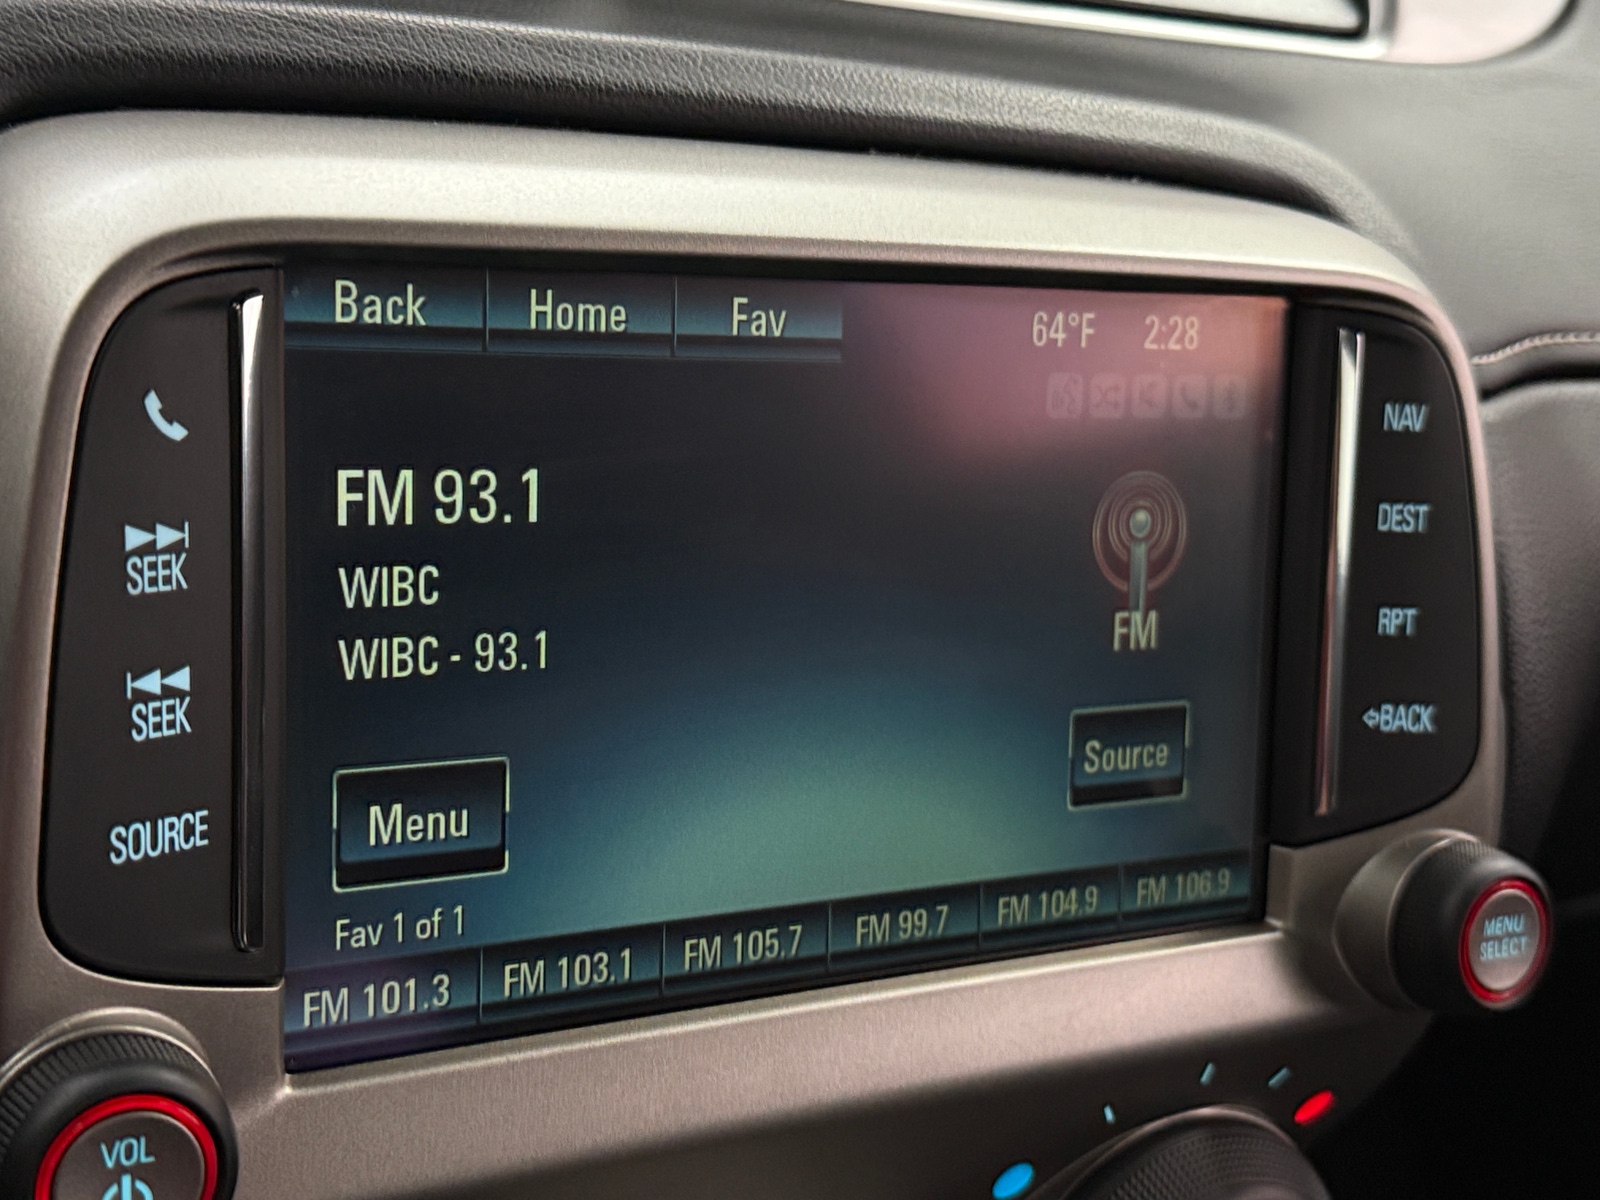 Back Home Fav 64°F 2:28
FM 93.1
WIBC
WIBC - 93.1
FM
Source
Menu
Fav 1 of 1
FM 101.3 FM 103.1 FM 105.7 FM 99.7 FM 104.9 FM 106.9
SEEK
SEEK
SOURCE
VOL
NAV
DEST
RPT
BACK
MENU
SELECT